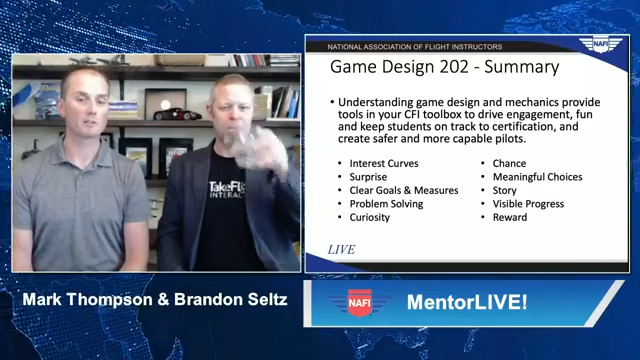 NATIONAL ASSOCIATION OF FLIGHT INSTRUCTORS
NAFI
Game Design 202 - Summary
• Understanding game design and mechanics provide
tools in your CFI toolbox to drive engagement, fun
and keep students on track to certification, and
create safer and more capable pilots.
• Interest Curves
• Surprise
• Clear Goals & Measures
• Problem Solving
• Curiosity
• Chance
• Meaningful Choices
• Story
• Visible Progress
• Reward
LIVE
TakeFli
INTERAC
Mark Thompson & Brandon Seltz
NAFI
MentorLIVE!